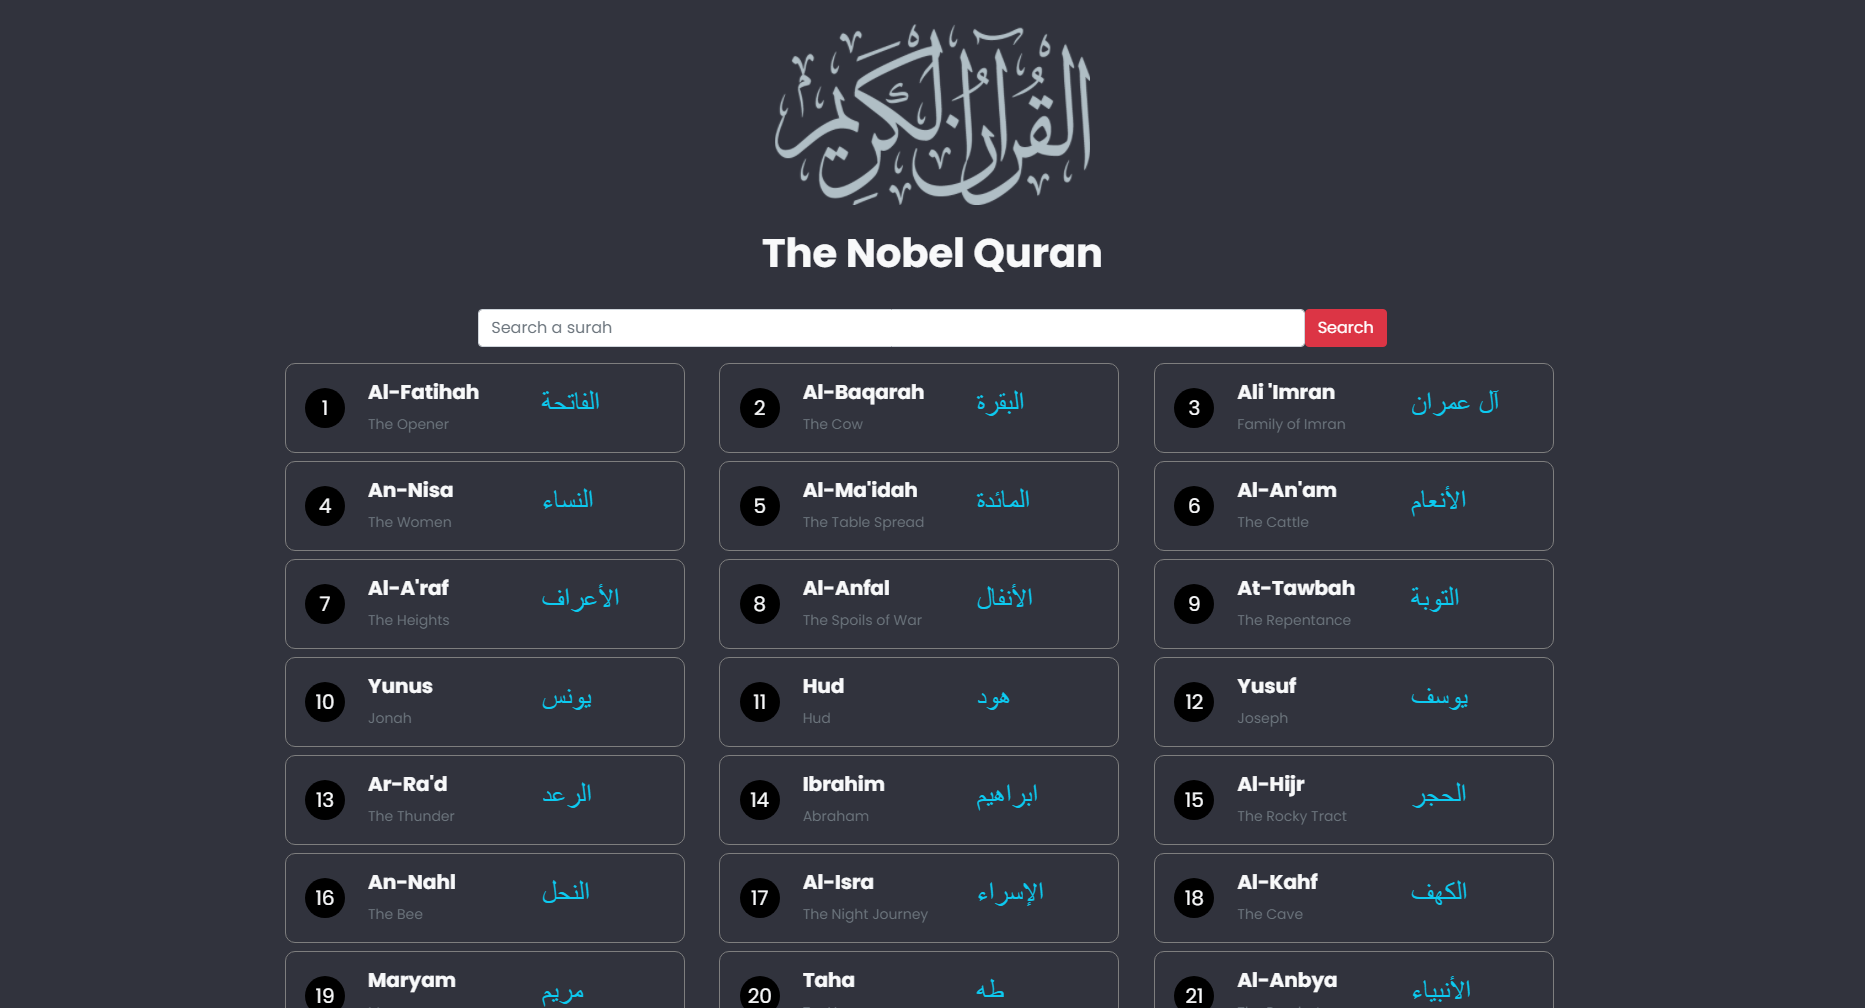 القرآن الكريم
The Nobel Quran
Search a surah Search
1 Al-Fatihah الفاتحة
The Opener
2 Al-Baqarah البقرة
The Cow
3 Ali 'Imran آل عمران
Family of Imran
4 An-Nisa النساء
The Women
5 Al-Ma'idah المائدة
The Table Spread
6 Al-An'am الأنعام
The Cattle
7 Al-A'raf الأعراف
The Heights
8 Al-Anfal الأنفال
The Spoils of War
9 At-Tawbah التوبة
The Repentance
10 Yunus يونس
Jonah
11 Hud هود
Hud
12 Yusuf يوسف
Joseph
13 Ar-Ra'd الرعد
The Thunder
14 Ibrahim ابراهيم
Abraham
15 Al-Hijr الحجر
The Rocky Tract
16 An-Nahl النحل
The Bee
17 Al-Isra الإسراء
The Night Journey
18 Al-Kahf الكهف
The Cave
19 Maryam مريم
20 Taha طه
21 Al-Anbya الأنبياء